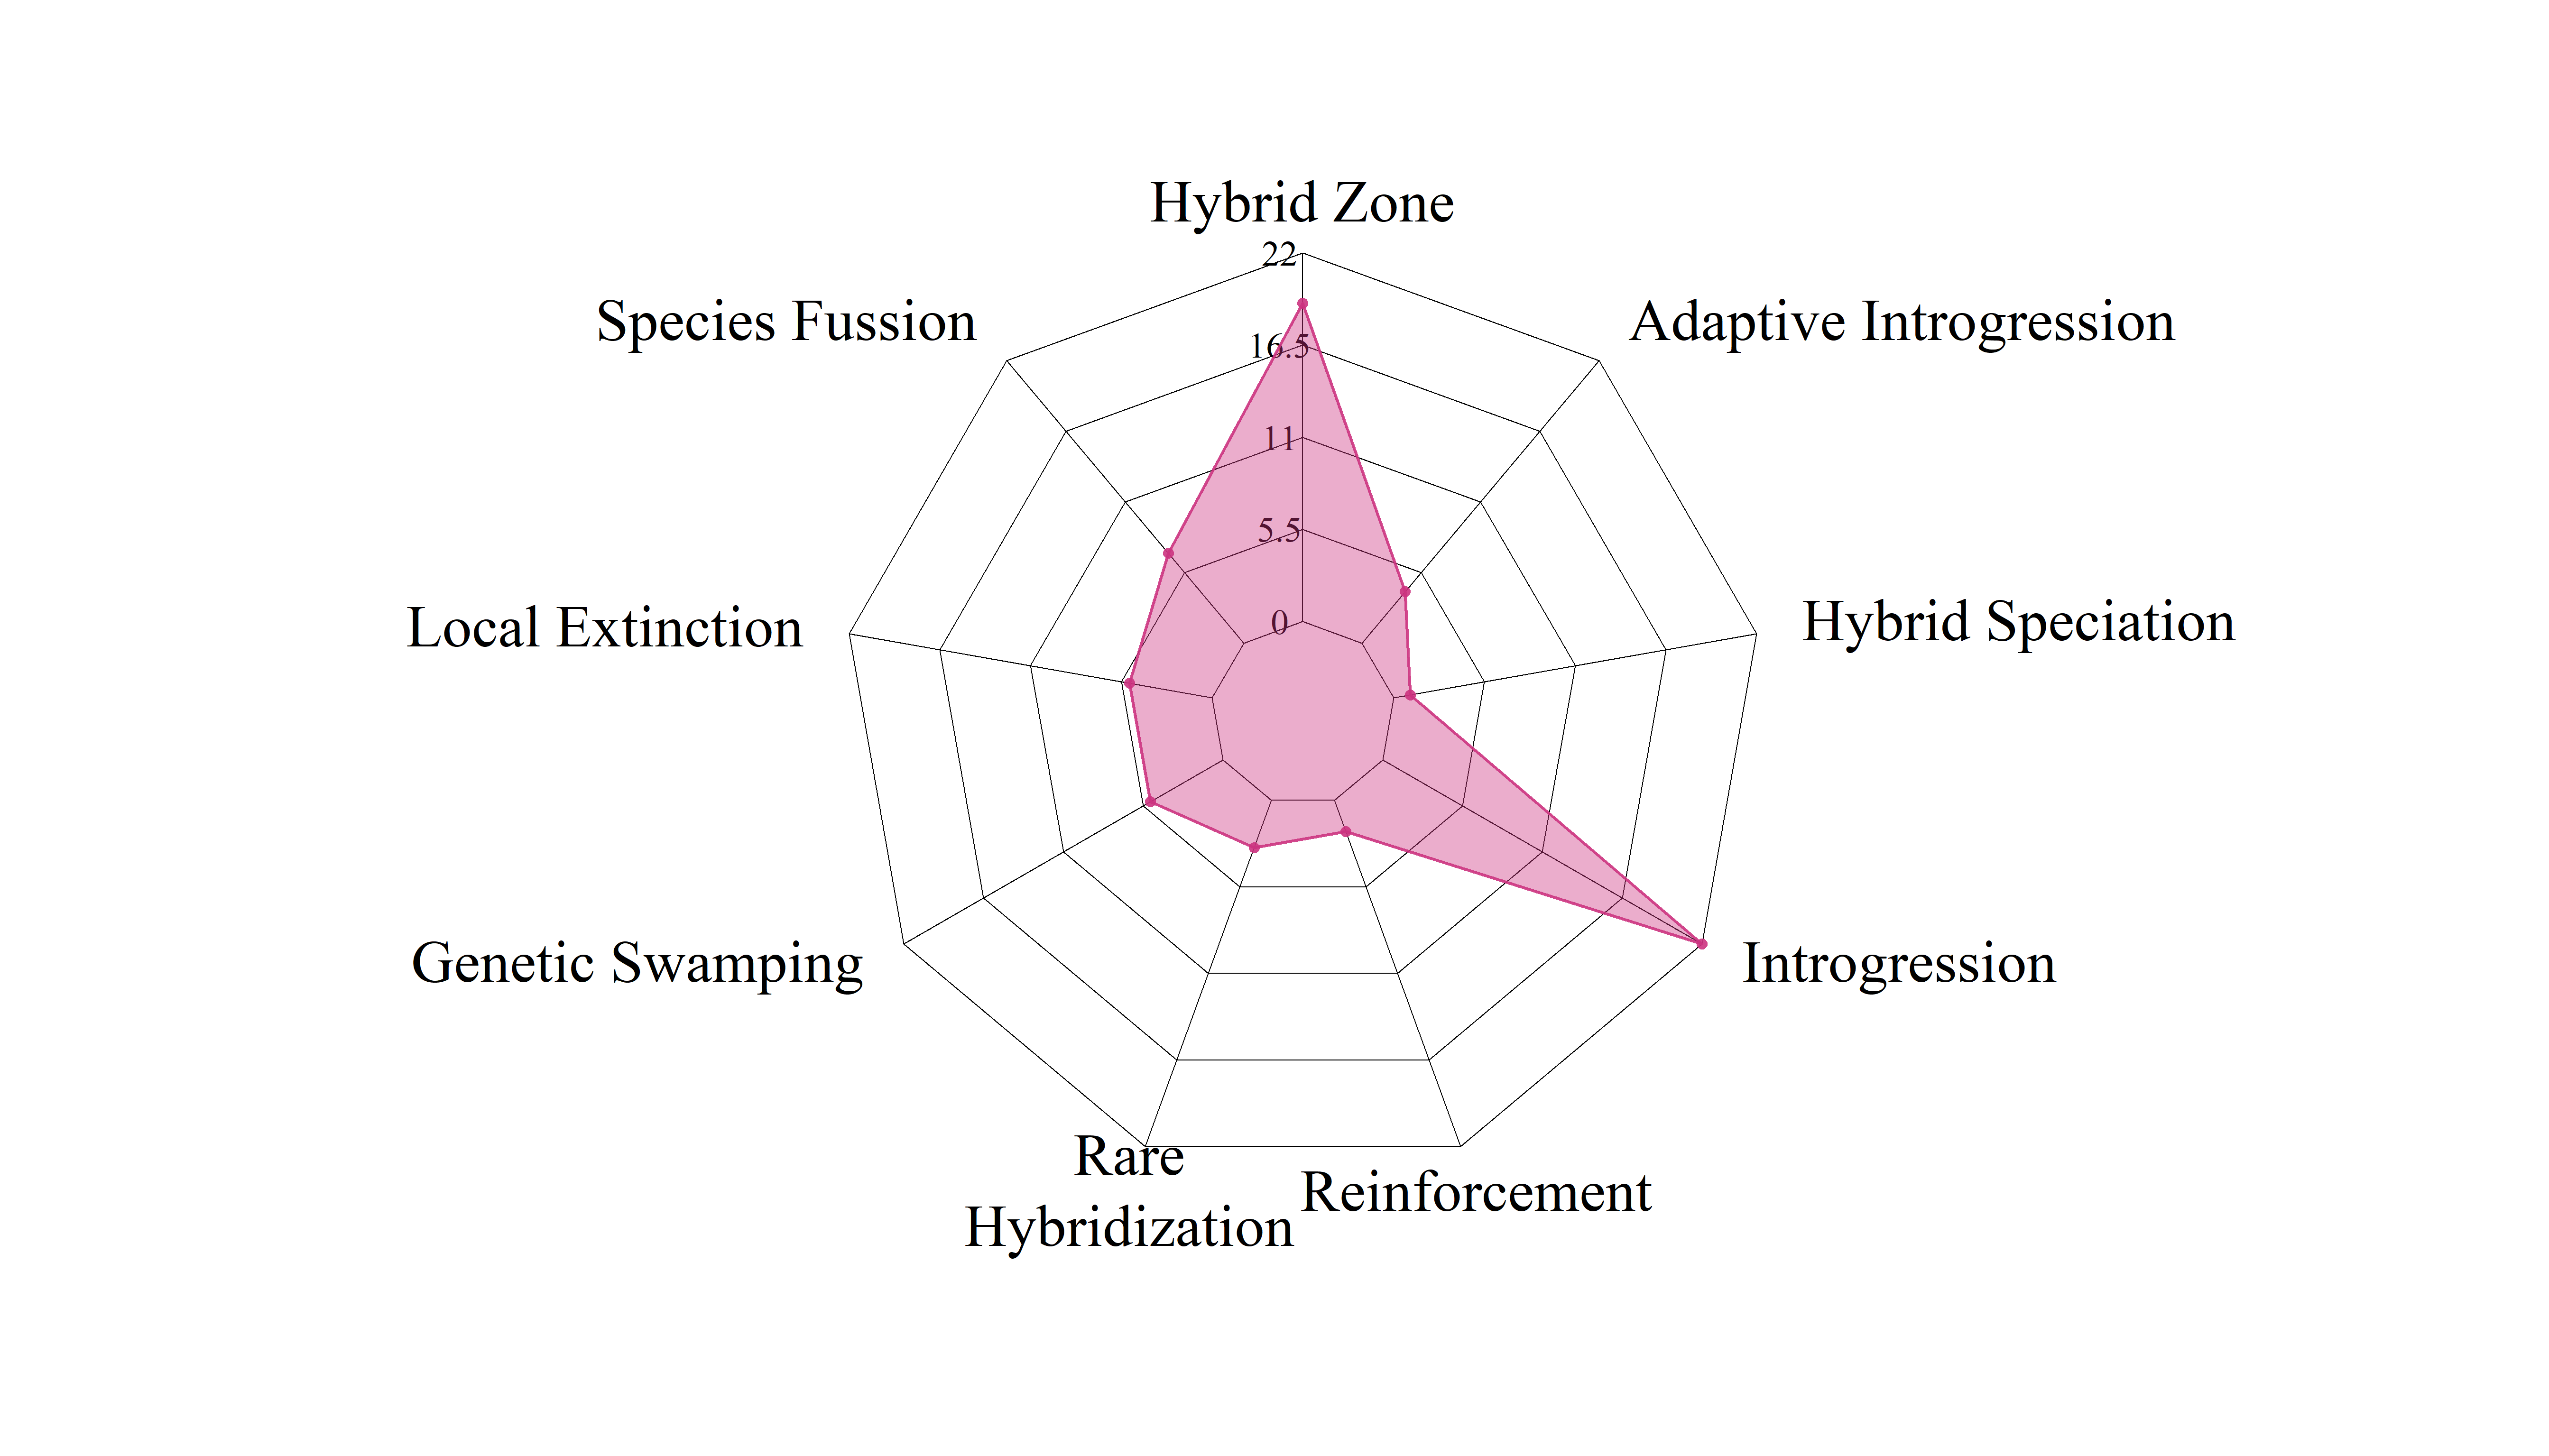 Hybrid Zone
22
Species Fussion
Adaptive Introgression
16.5
11
5.5
0
Local Extinction
Hybrid Speciation
Genetic Swamping
Introgression
Rare
Hybridization
Reinforcement